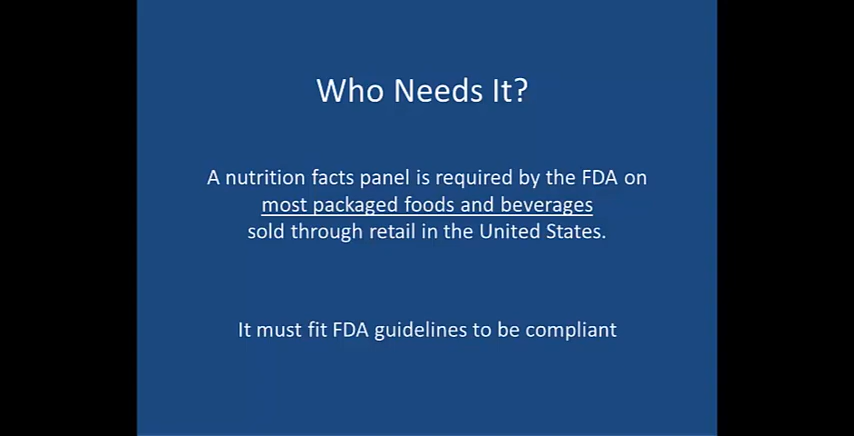 Who Needs It?
A nutrition facts panel is required by the FDA on
most packaged foods and beverages
sold through retail in the United States.
It must fit FDA guidelines to be compliant